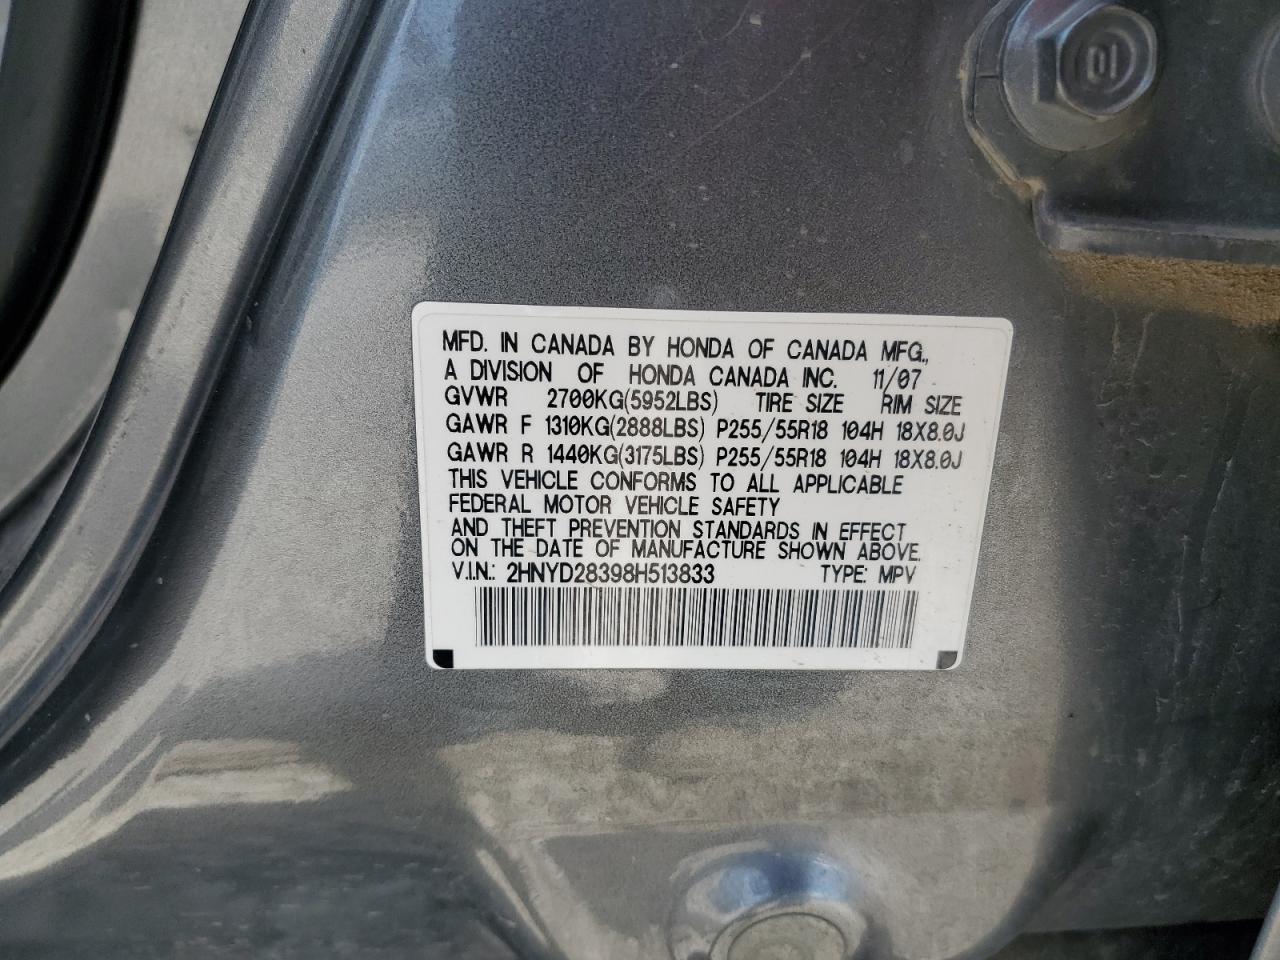 MFD. IN CANADA BY HONDA OF CANADA MFG.,
A DIVISION OF HONDA CANADA INC. 11/07
GVWR 2700KG(5952LBS) TIRE SIZE RIM SIZE
GAWR F 1310KG(2888LBS) P255/55R18 104H 18X8.0J
GAWR R 1440KG(3175LBS) P255/55R18 104H 18X8.0J
THIS VEHICLE CONFORMS TO ALL APPLICABLE
FEDERAL MOTOR VEHICLE SAFETY
AND THEFT PREVENTION STANDARDS IN EFFECT
ON THE DATE OF MANUFACTURE SHOWN ABOVE.
V.I.N.: 2HNYD28398H513833 TYPE: MPV